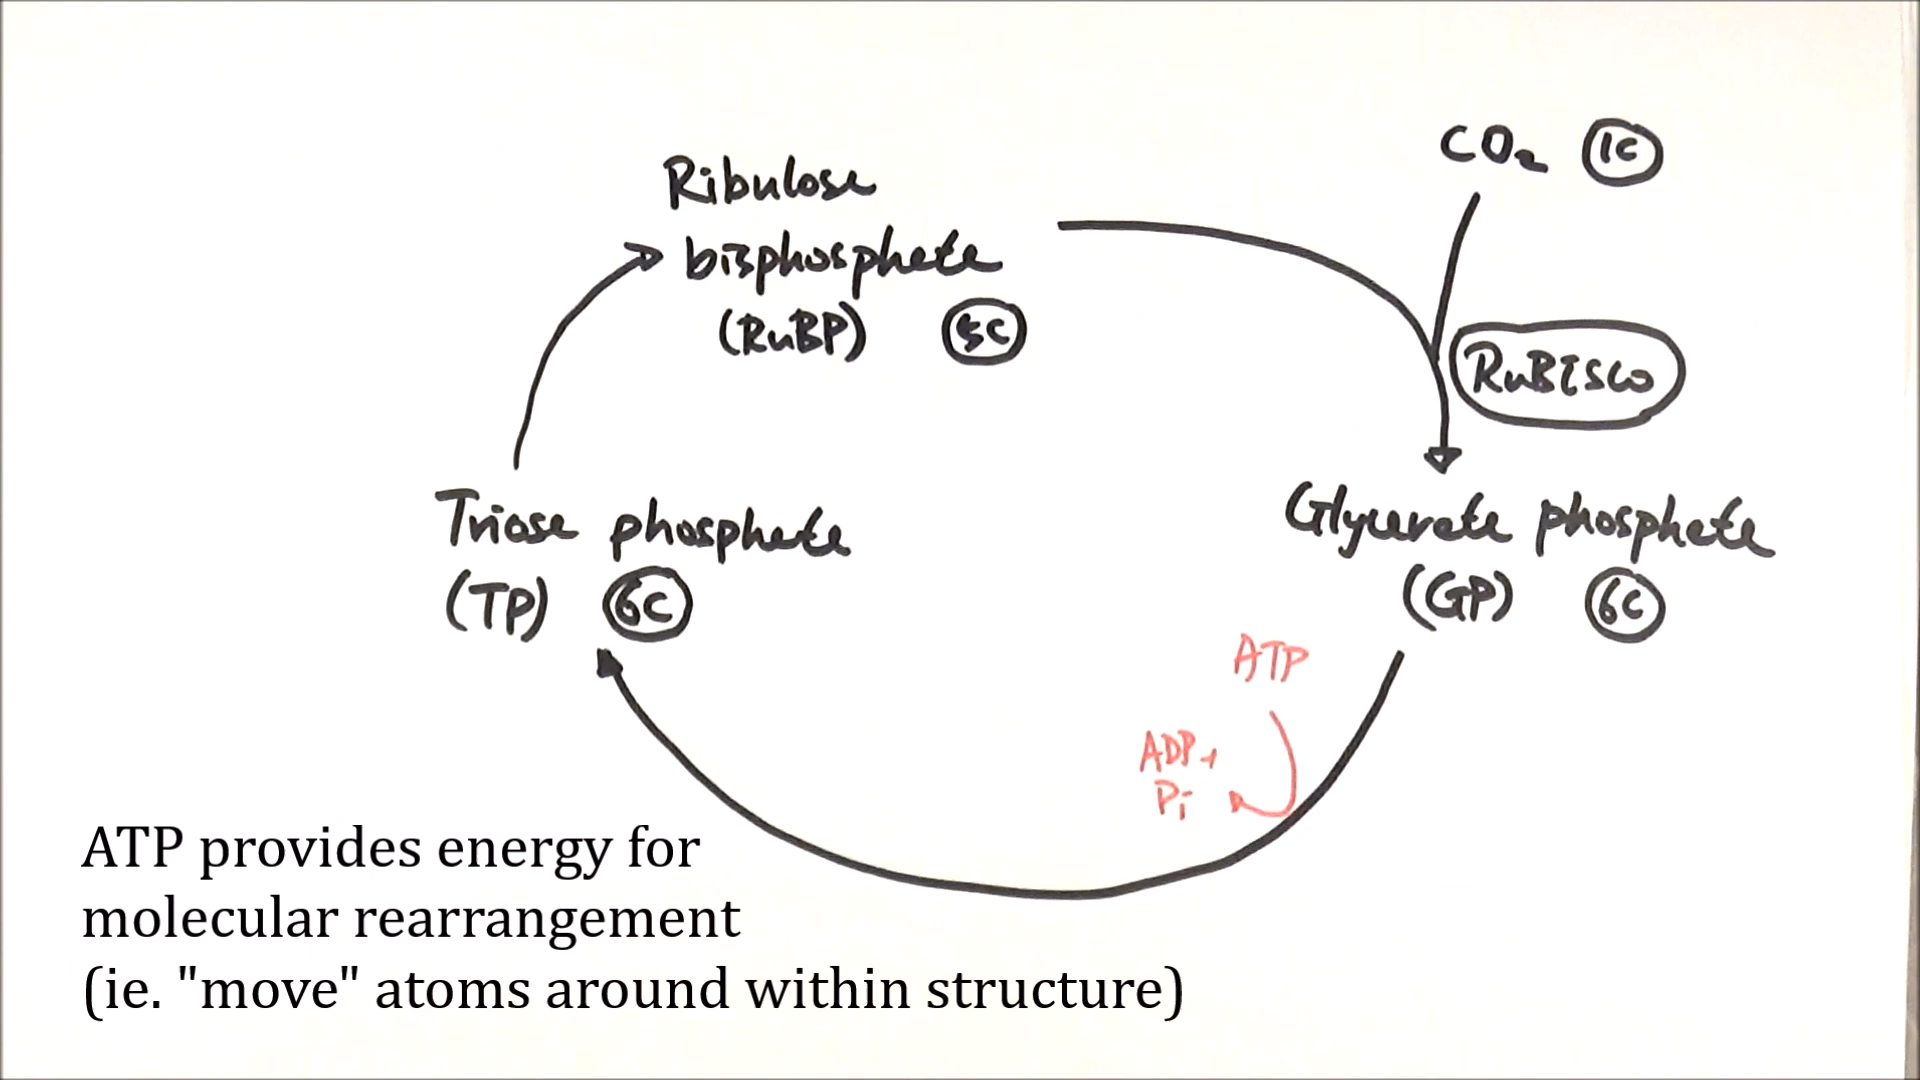 Ribulose
bisphosphate
(RuBP) 5C
CO₂ 1C
RuBISCO
Triose phosphate
(TP) 6C
Glycerate phosphate
(GP) 6C
ATP
ADP+
Pi
ATP provides energy for
molecular rearrangement
(ie. "move" atoms around within structure)